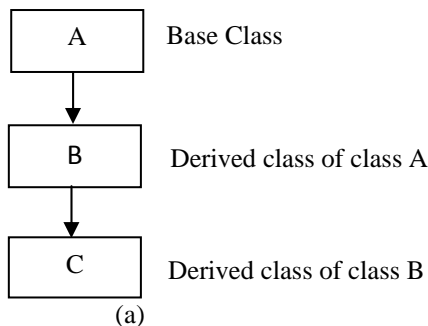 A Base Class
B Derived class of class A
C Derived class of class B
(a)